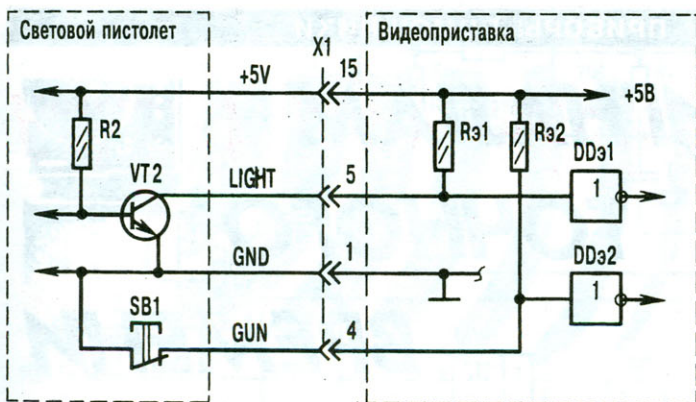 Световой пистолет
X1
Видеоприставка
+5V
15
+5В
R2
Rэ1
Rэ2
DDэ1
VT2
LIGHT
5
1
GND
1
DDэ2
1
SB1
GUN
4